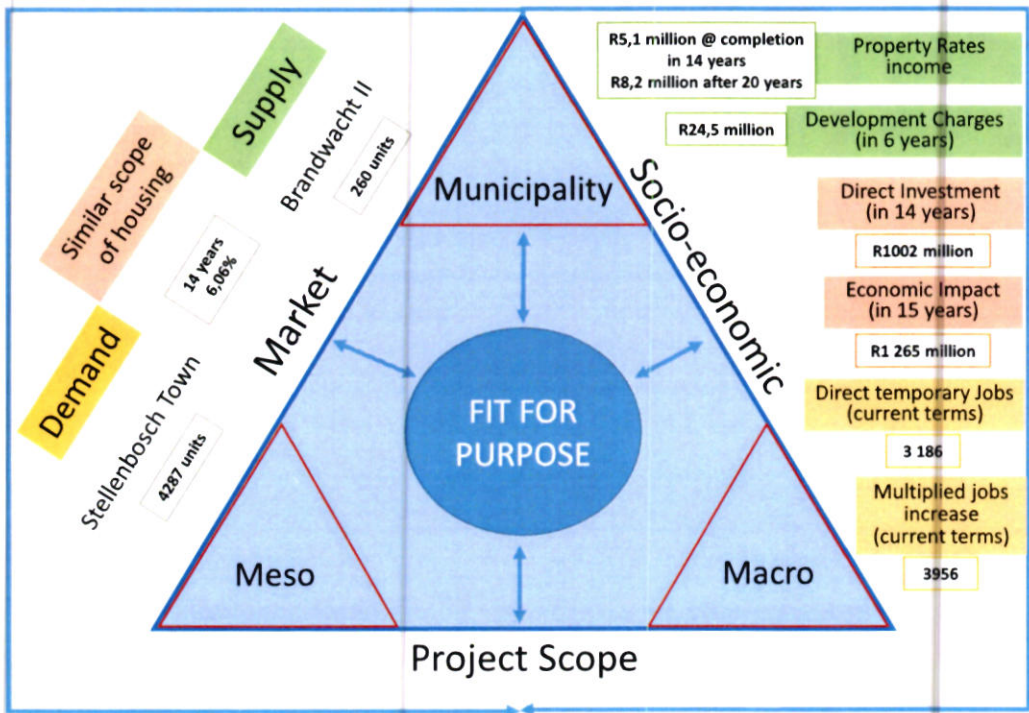 R5,1 million @ completion
in 14 years
R8,2 million after 20 years
Property Rates
income
R24,5 million
Development Charges
(in 6 years)
Direct Investment
(in 14 years)
R1002 million
Economic Impact
(in 15 years)
R1 265 million
Direct temporary Jobs
(current terms)
3 186
Multiplied jobs
increase
(current terms)
3956
Supply
Brandwacht II
260 units
Similar scope
of housing
14 years
6,06%
Demand
Stellenbosch Town
4287 units
Market
Socio-economic
Municipality
FIT FOR
PURPOSE
Meso
Macro
Project Scope